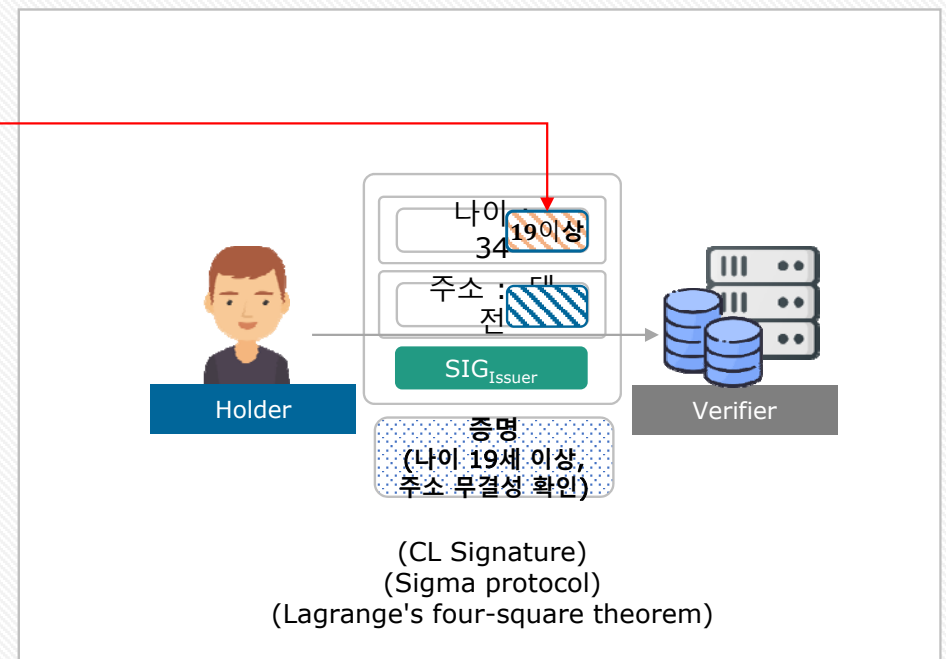 나이 :
34
19이상
주소 : 대
전
SIG_Issuer
Holder
Verifier
증명
(나이 19세 이상,
주소 무결성 확인)
(CL Signature)
(Sigma protocol)
(Lagrange's four-square theorem)